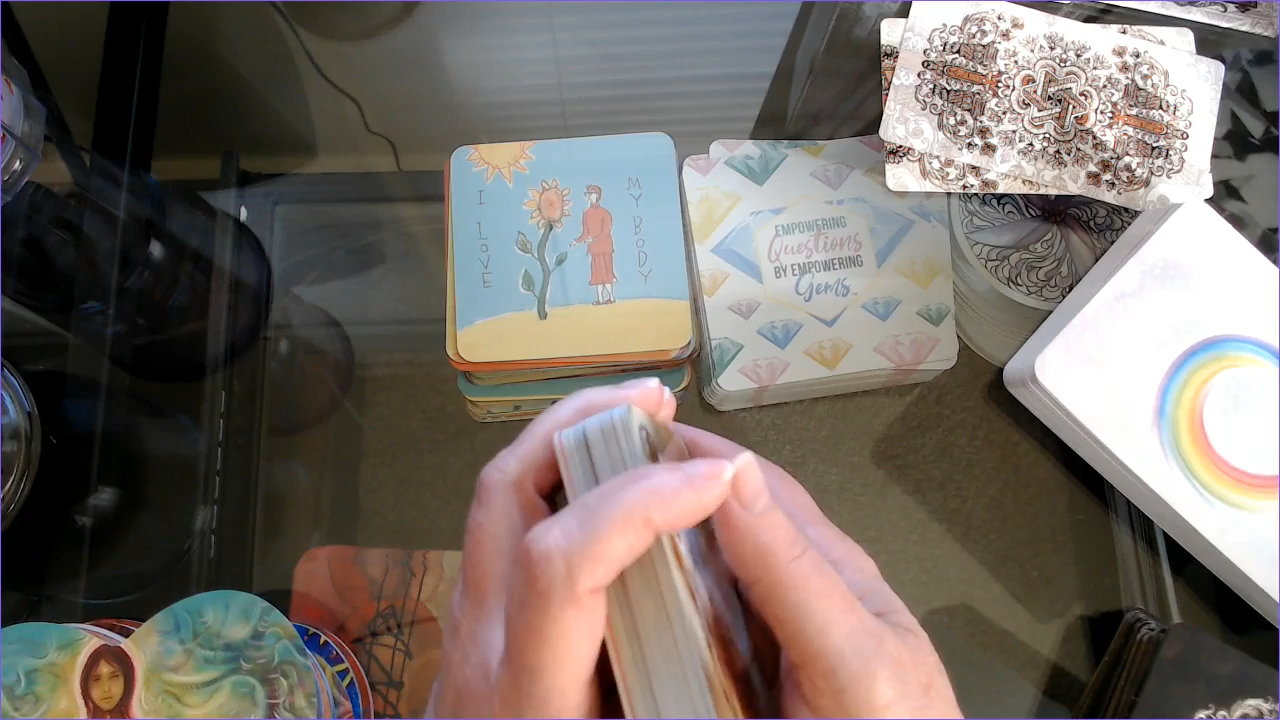 I LOVE
MY BODY
EMPOWERING
Questions
BY EMPOWERING
Gems